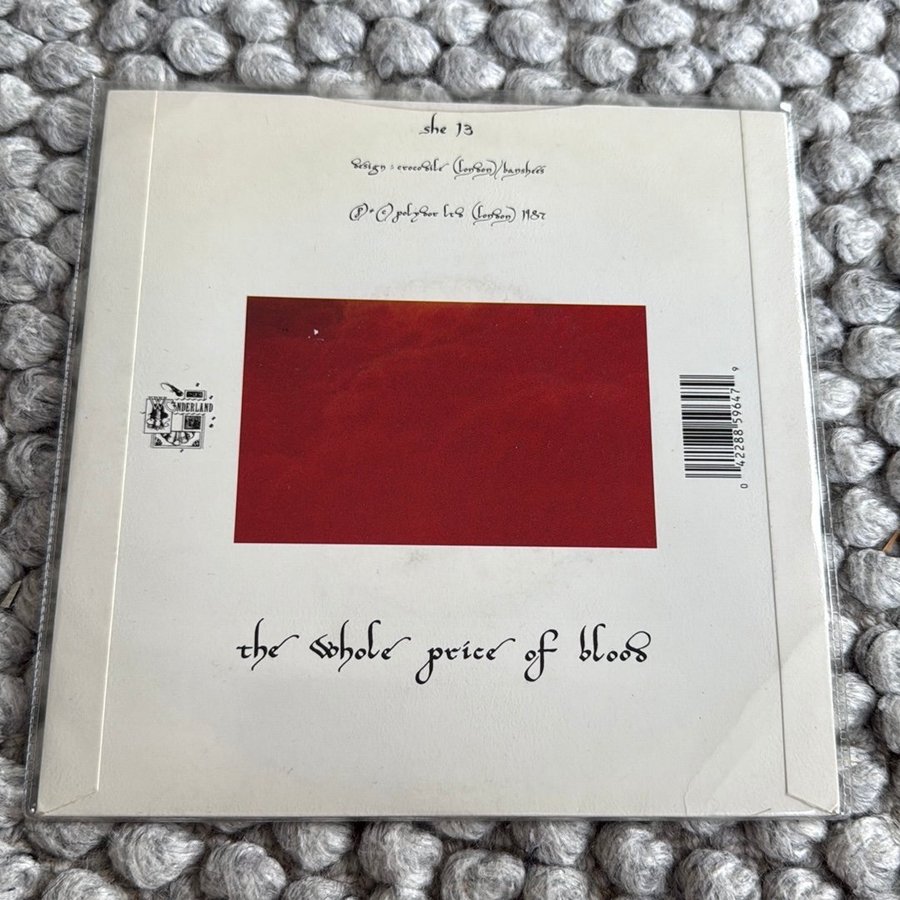 she 13
design : crocodile (london)/banshees
(p) + (c) polydor ltd (london) 1987
NDERLAND
0 42288 59647 9
the whole price of blood